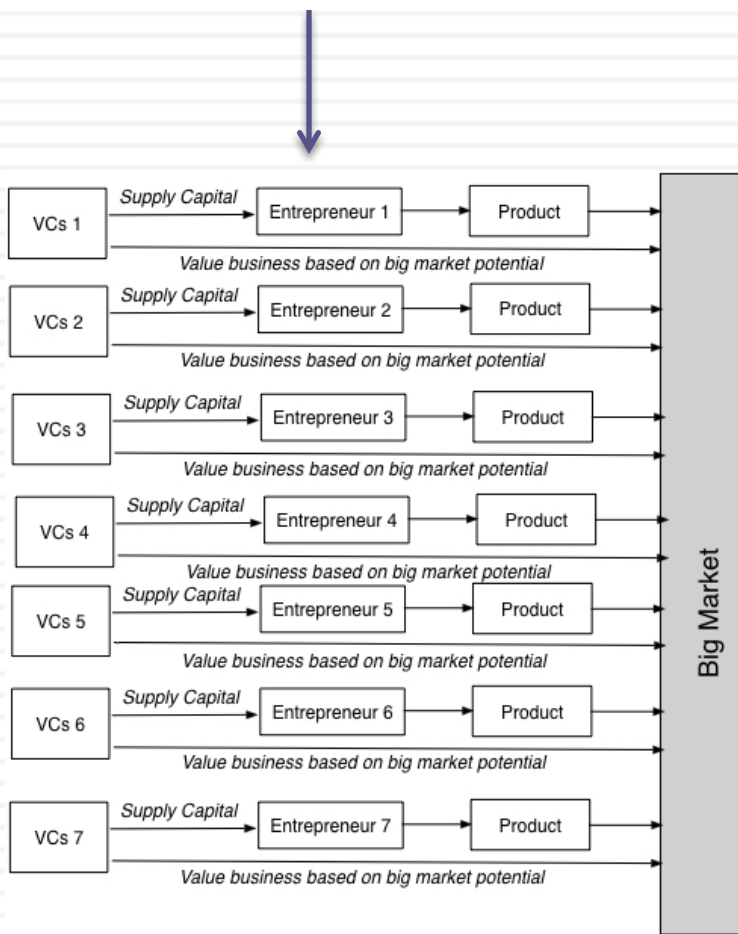 Supply Capital
VCs 1
Entrepreneur 1
Product
Value business based on big market potential
Supply Capital
VCs 2
Entrepreneur 2
Product
Value business based on big market potential
Supply Capital
VCs 3
Entrepreneur 3
Product
Value business based on big market potential
Supply Capital
VCs 4
Entrepreneur 4
Product
Value business based on big market potential
Supply Capital
VCs 5
Entrepreneur 5
Product
Value business based on big market potential
Supply Capital
VCs 6
Entrepreneur 6
Product
Value business based on big market potential
Supply Capital
VCs 7
Entrepreneur 7
Product
Value business based on big market potential
Big Market